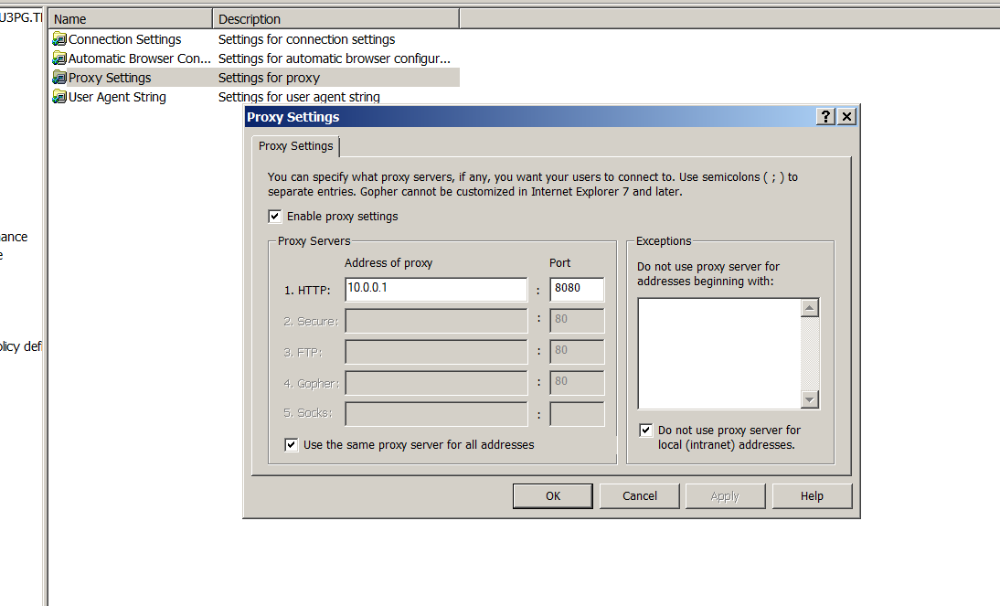 U3PG.T
Name Description
Connection Settings Settings for connection settings
Automatic Browser Con... Settings for automatic browser configur...
Proxy Settings Settings for proxy
User Agent String Settings for user agent string
Proxy Settings
Proxy Settings
You can specify what proxy servers, if any, you want your users to connect to. Use semicolons ( ; ) to
separate entries. Gopher cannot be customized in Internet Explorer 7 and later.
Enable proxy settings
Proxy Servers
Address of proxy Port
1. HTTP: 10.0.0.1 : 8080
2. Secure: : 80
3. FTP: : 80
4. Gopher: : 80
5. Socks: :
Use the same proxy server for all addresses
Exceptions
Do not use proxy server for
addresses beginning with:
Do not use proxy server for
local (intranet) addresses.
OK Cancel Apply Help
ance
e
olicy def